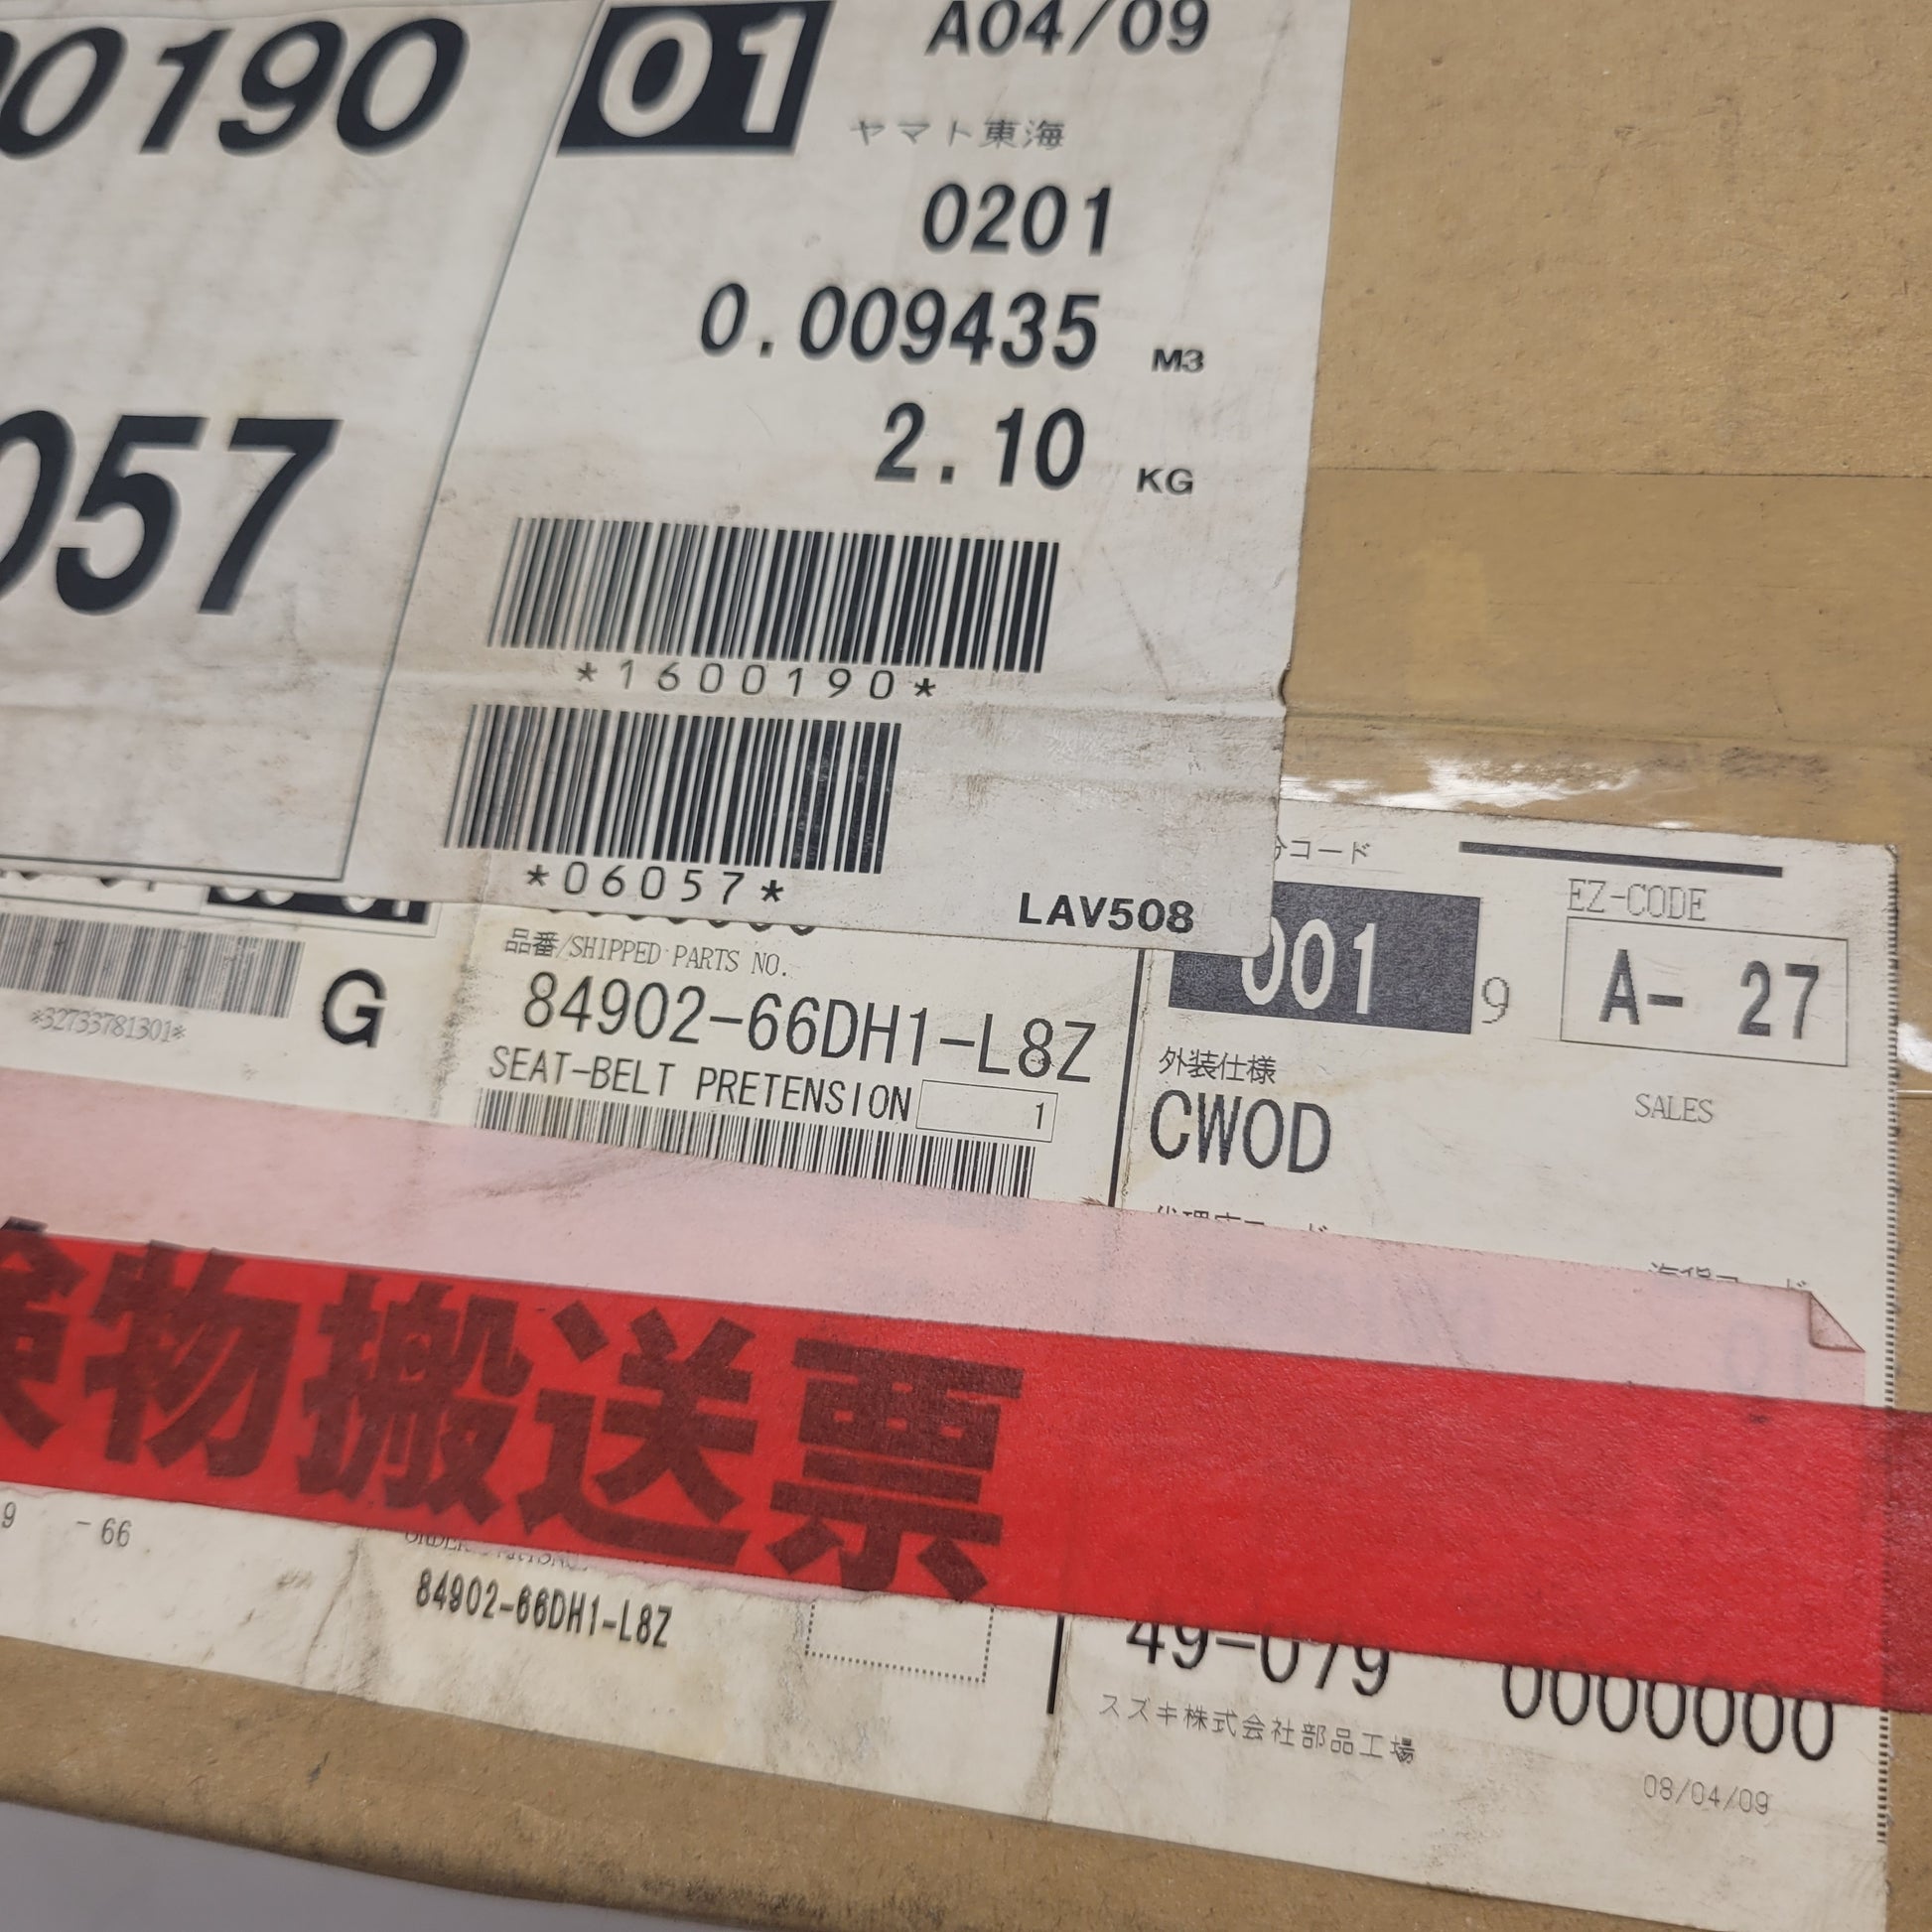 00190
01
A04/09
ヤマト東海
0201
0.009435 M3
057
2.10 KG
*1600190*
*06057*
LAV508
コード
EZ-CODE
001
9
A- 27
品番/SHIPPED PARTS NO.
84902-66DH1-L8Z
*32733781301*
G
SEAT-BELT PRETENSION
1
外装仕様
CWOD
SALES
険物搬送票
9 -66
84902-66DH1-L8Z
49-079 0000000
スズキ株式会社部品工場
08/04/09